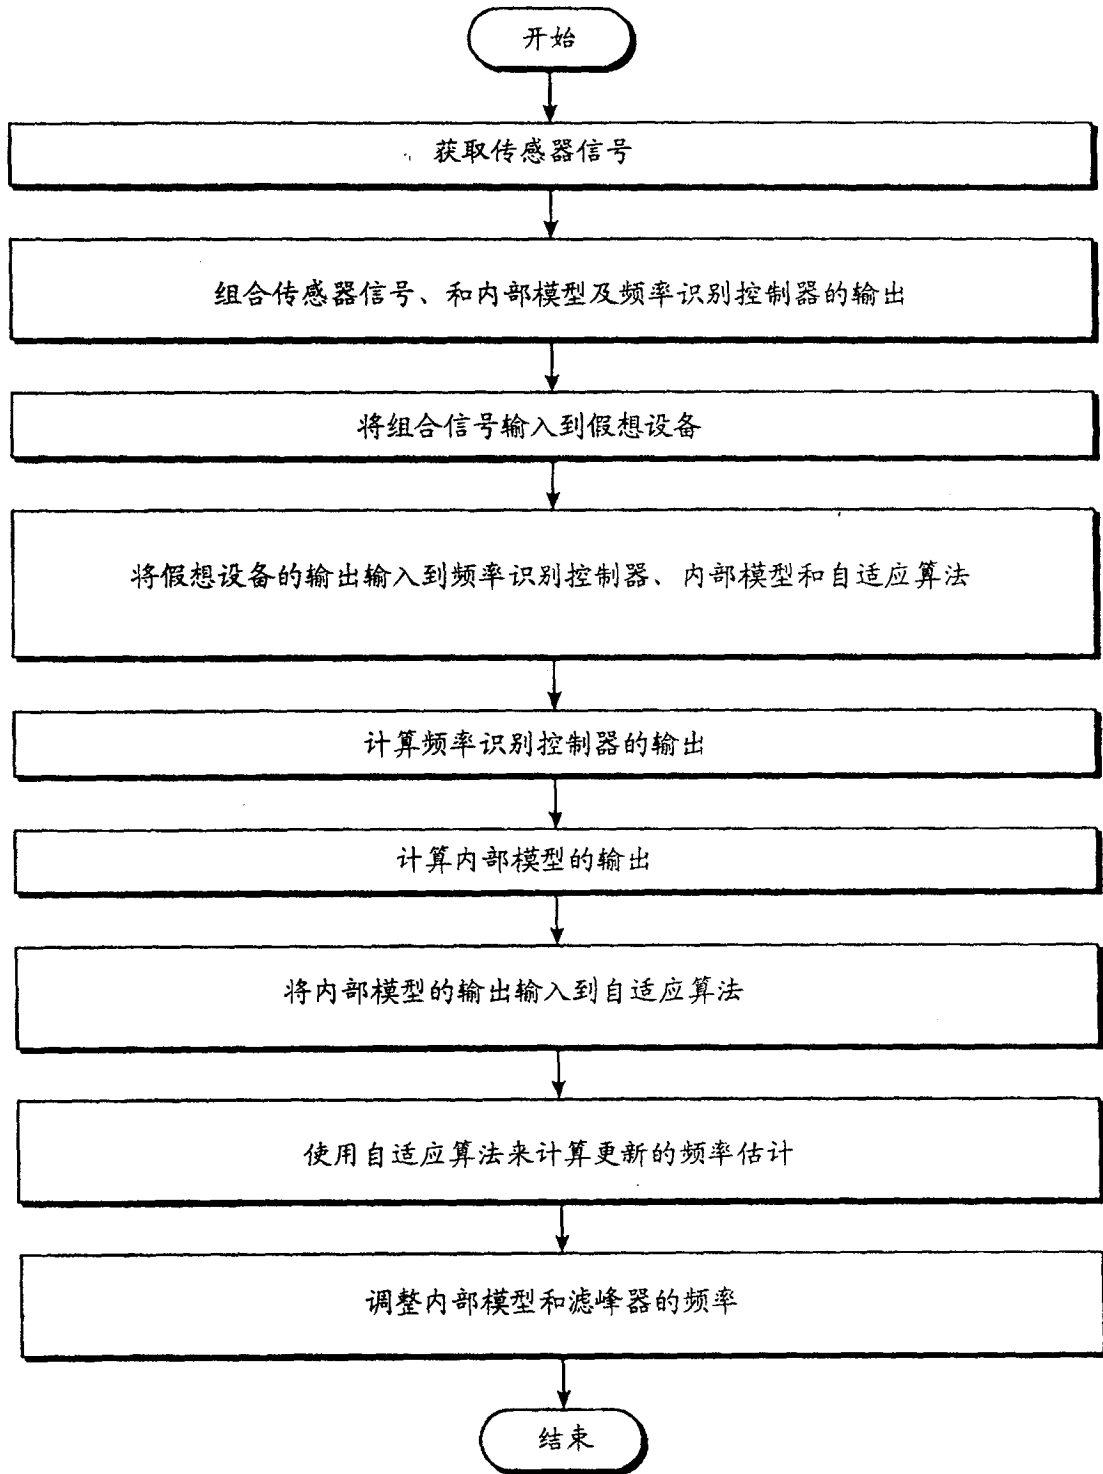 开始
获取传感器信号
组合传感器信号、和内部模型及频率识别控制器的输出
将组合信号输入到假想设备
将假想设备的输出输入到频率识别控制器、内部模型和自适应算法
计算频率识别控制器的输出
计算内部模型的输出
将内部模型的输出输入到自适应算法
使用自适应算法来计算更新的频率估计
调整内部模型和滤峰器的频率
结束